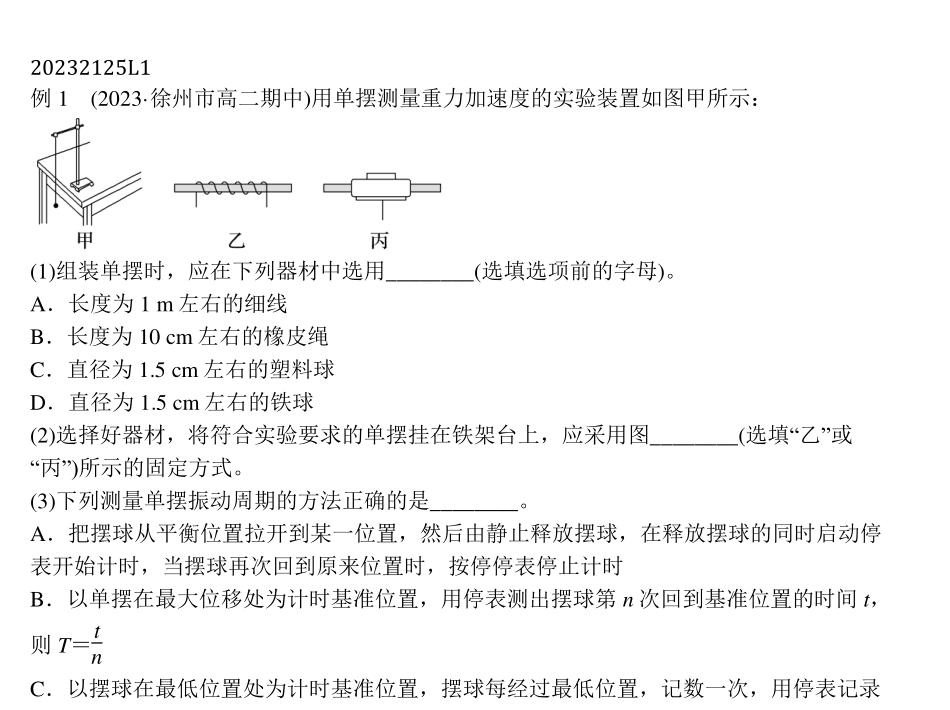 20232125L1
例 1　(2023·徐州市高二期中)用单摆测量重力加速度的实验装置如图甲所示：
甲　乙　丙
(1)组装单摆时，应在下列器材中选用________(选填选项前的字母)。
A．长度为 1 m 左右的细线
B．长度为 10 cm 左右的橡皮绳
C．直径为 1.5 cm 左右的塑料球
D．直径为 1.5 cm 左右的铁球
(2)选择好器材，将符合实验要求的单摆挂在铁架台上，应采用图________(选填“乙”或
“丙”)所示的固定方式。
(3)下列测量单摆振动周期的方法正确的是________。
A．把摆球从平衡位置拉开到某一位置，然后由静止释放摆球，在释放摆球的同时启动停
表开始计时，当摆球再次回到原来位置时，按停停表停止计时
B．以单摆在最大位移处为计时基准位置，用停表测出摆球第 n 次回到基准位置的时间 t，
则 T＝t/n
C．以摆球在最低位置处为计时基准位置，摆球每经过最低位置，记数一次，用停表记录